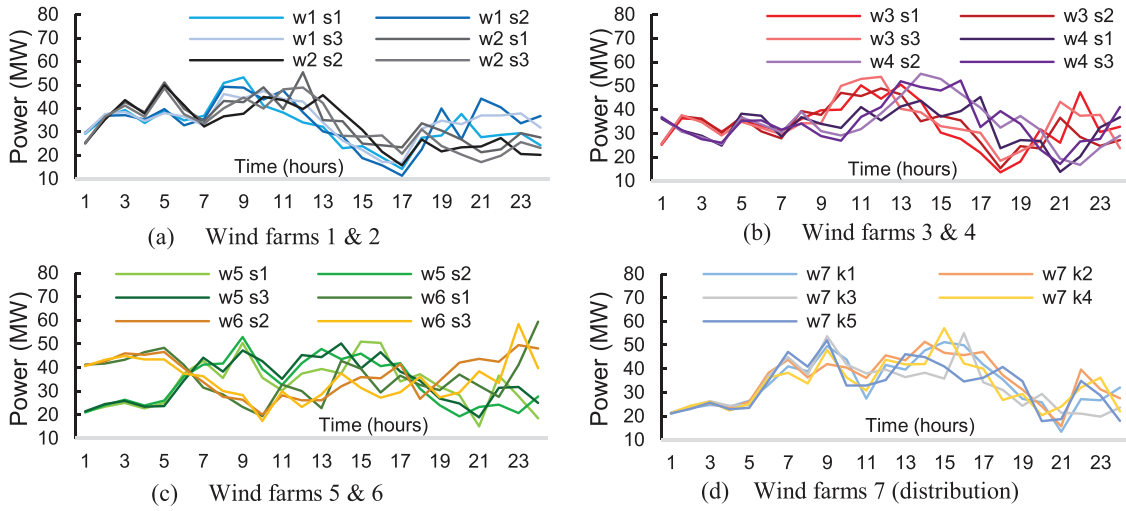 80
70
60
50
40
30
20
10
Power (MW)
w1 s1 w1 s2
w1 s3 w2 s1
w2 s2 w2 s3
Time (hours)
1 3 5 7 9 11 13 15 17 19 21 23
(a) Wind farms 1 & 2
80
70
60
50
40
30
20
10
Power (MW)
w3 s1 w3 s2
w3 s3 w4 s1
w4 s2 w4 s3
Time (hours)
1 3 5 7 9 11 13 15 17 19 21 23
(b) Wind farms 3 & 4
80
70
60
50
40
30
20
10
Power (MW)
w5 s1 w5 s2
w5 s3 w6 s1
w6 s2 w6 s3
Time (hours)
1 3 5 7 9 11 13 15 17 19 21 23
(c) Wind farms 5 & 6
80
70
60
50
40
30
20
10
Power (MW)
w7 k1 w7 k2
w7 k3 w7 k4
w7 k5
Time (hours)
1 3 5 7 9 11 13 15 17 19 21 23
(d) Wind farms 7 (distribution)